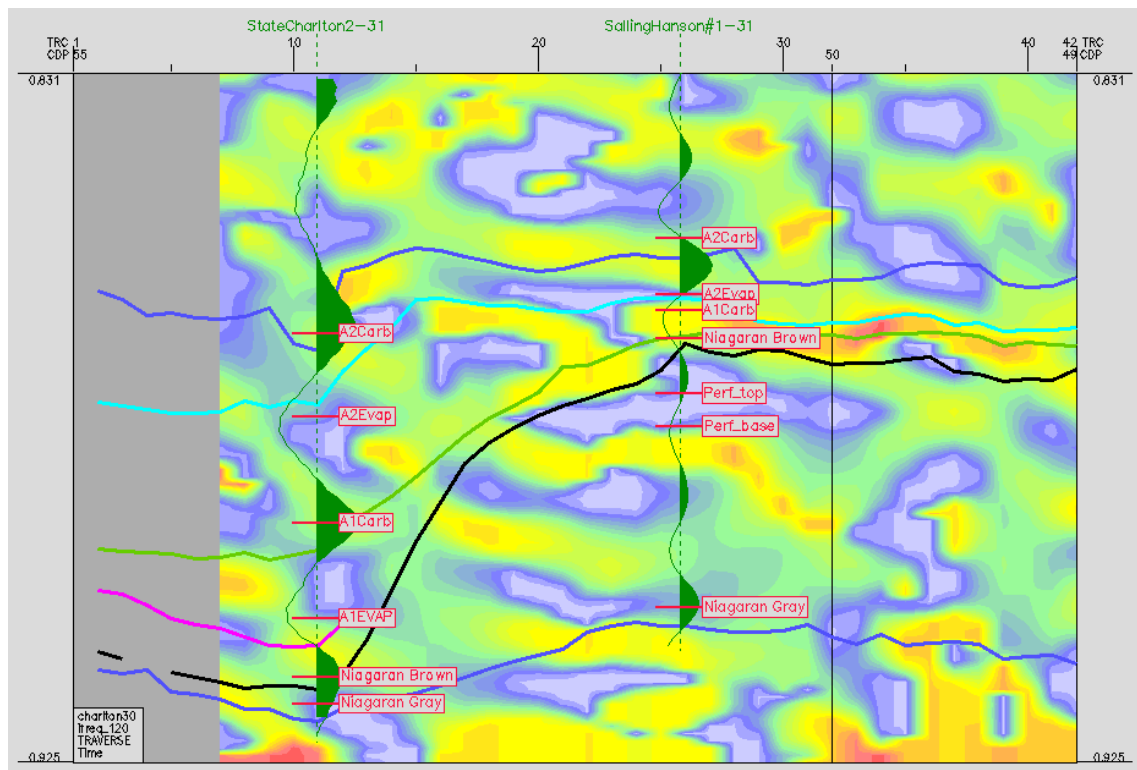 StateCharlton2-31
SallingHanson#1-31
TRC 1 10 20 30 40 42 TRC
CDP 55 50 49 CDP
0.831 0.831
A2Carb
A2Evap
A1Carb
Niagaran Brown
A2Carb
Perf_top
A2Evap
Perf_base
A1Carb
Niagaran Gray
A1EVAP
Niagaran Brown
Niagaran Gray
charlton30
freq_120
TRAVERSE
Time
0.925 0.925